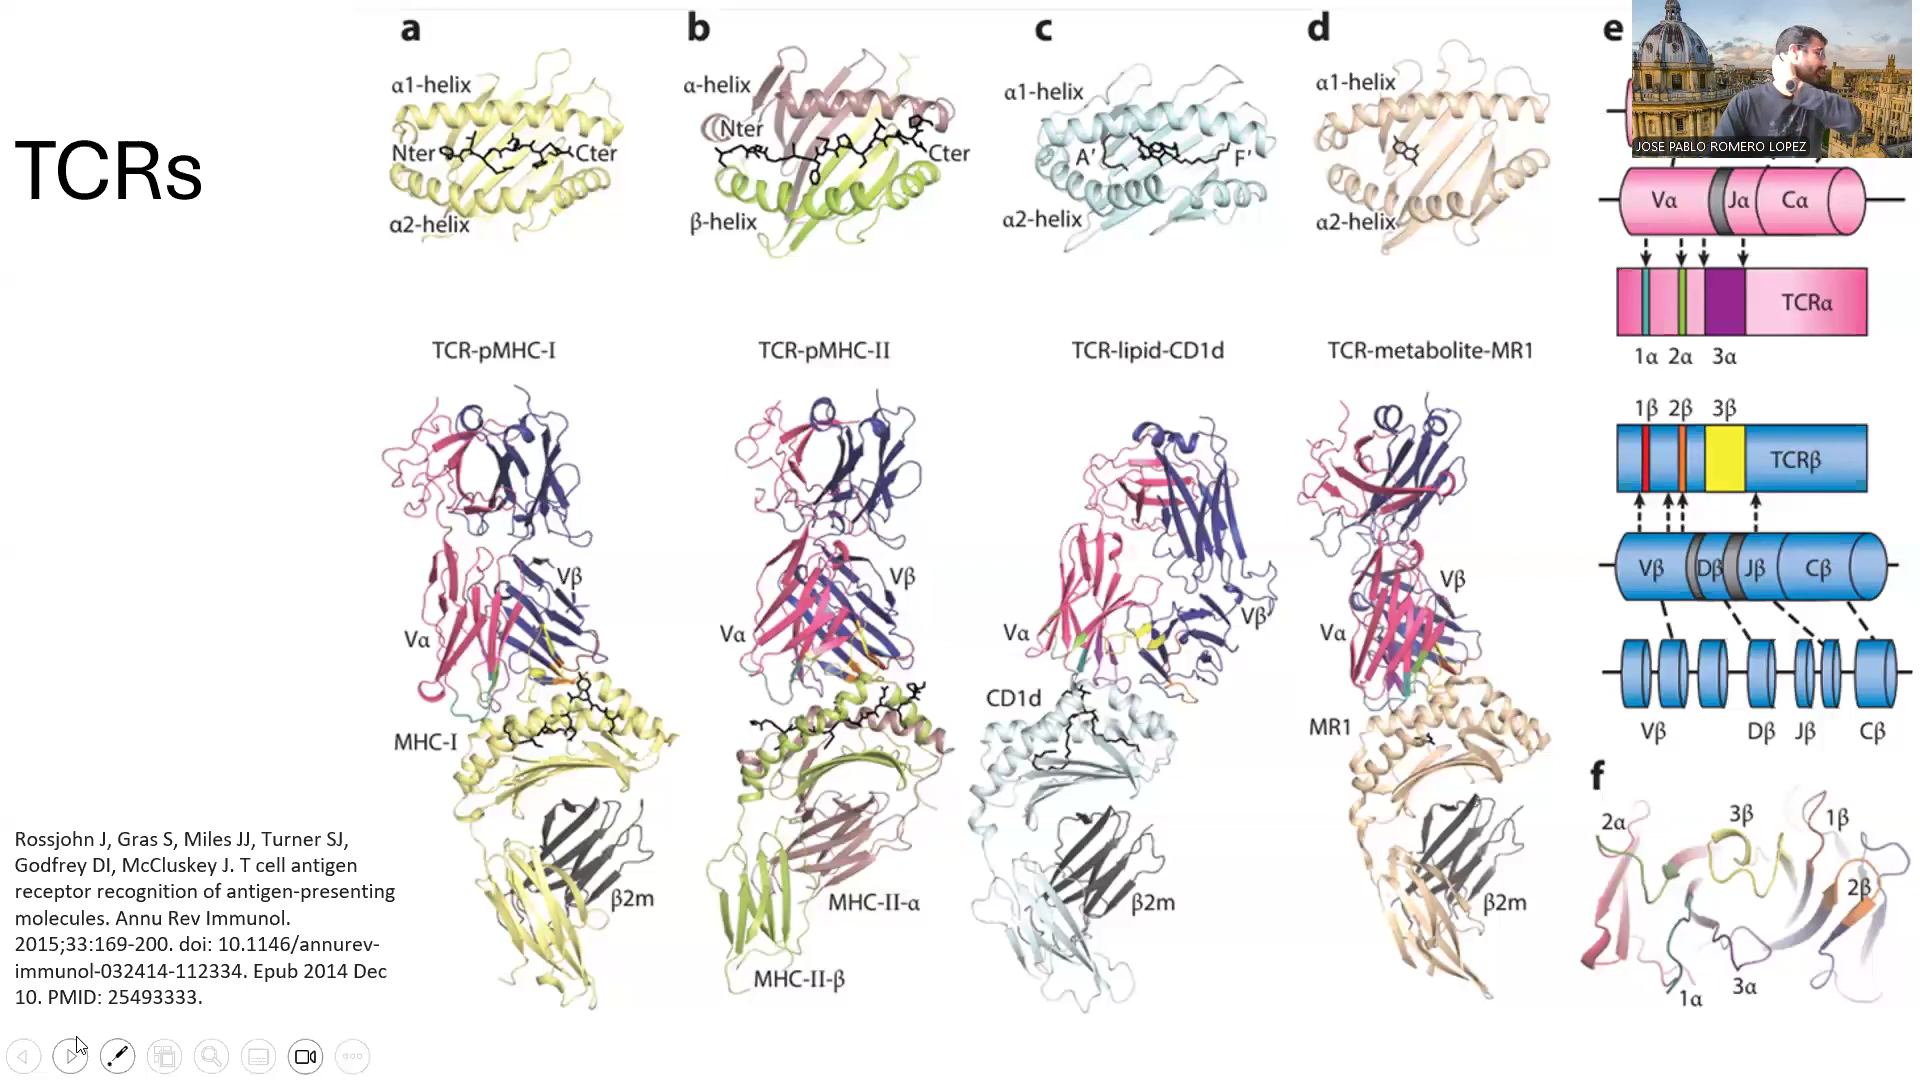 TCRs
a
α1-helix
Nter
Cter
α2-helix
b
α-helix
Nter
Cter
β-helix
c
α1-helix
A′
F′
α2-helix
d
α1-helix
α2-helix
e
JOSE PABLO ROMERO LOPEZ
Vα Jα Cα
TCRα
1α 2α 3α
1β 2β 3β
TCRβ
Vβ Dβ Jβ Cβ
Vβ Dβ Jβ Cβ
TCR-pMHC-I
Vβ
Vα
MHC-I
β2m
TCR-pMHC-II
Vβ
Vα
MHC-II-α
MHC-II-β
TCR-lipid-CD1d
Vα
Vβ
CD1d
β2m
TCR-metabolite-MR1
Vβ
Vα
MR1
β2m
f
2α
3β
1β
2β
3α
1α
Rossjohn J, Gras S, Miles JJ, Turner SJ,
Godfrey DI, McCluskey J. T cell antigen
receptor recognition of antigen-presenting
molecules. Annu Rev Immunol.
2015;33:169-200. doi: 10.1146/annurev-
immunol-032414-112334. Epub 2014 Dec
10. PMID: 25493333.